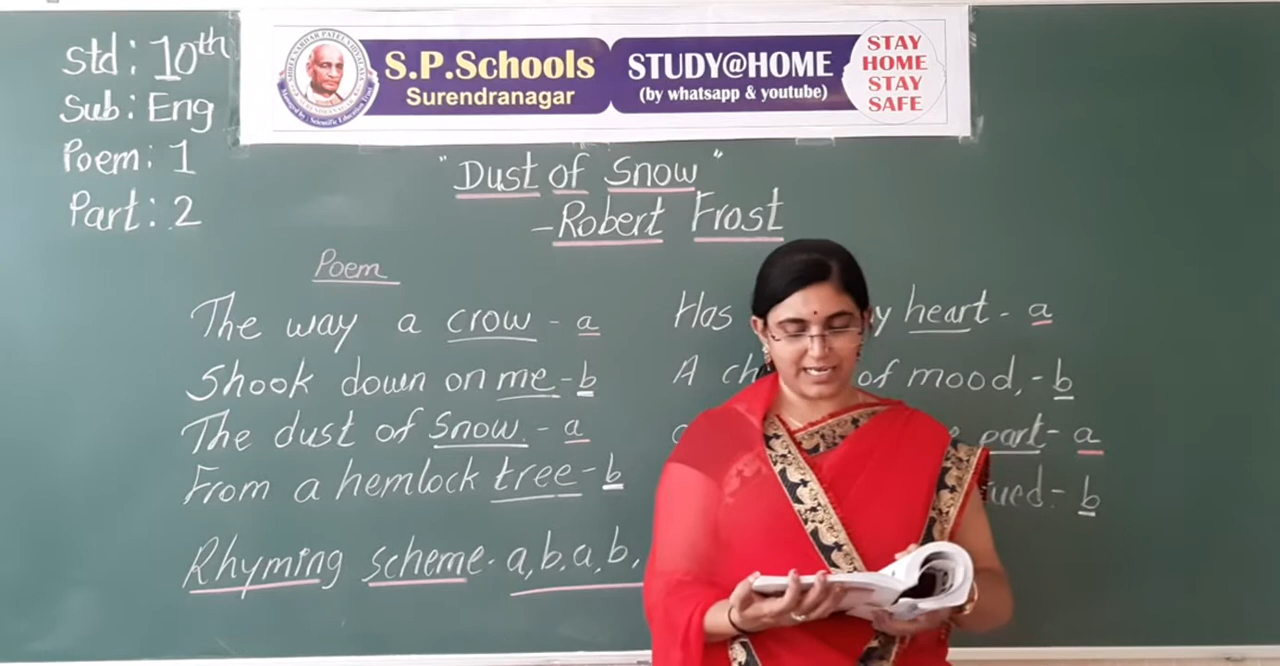 std: 10th
Sub: Eng
Poem: 1
Part: 2
S.P.Schools
Surendranagar
STUDY@HOME
(by whatsapp & youtube)
STAY
HOME
STAY
SAFE
"Dust of Snow"
- Robert Frost
Poem
The way a crow - a
Shook down on me - b
The dust of Snow. - a
From a hemlock tree - b
Rhyming scheme - a,b,a,b,
Has y heart - a
A ch of mood, - b
part - a
ued. - b